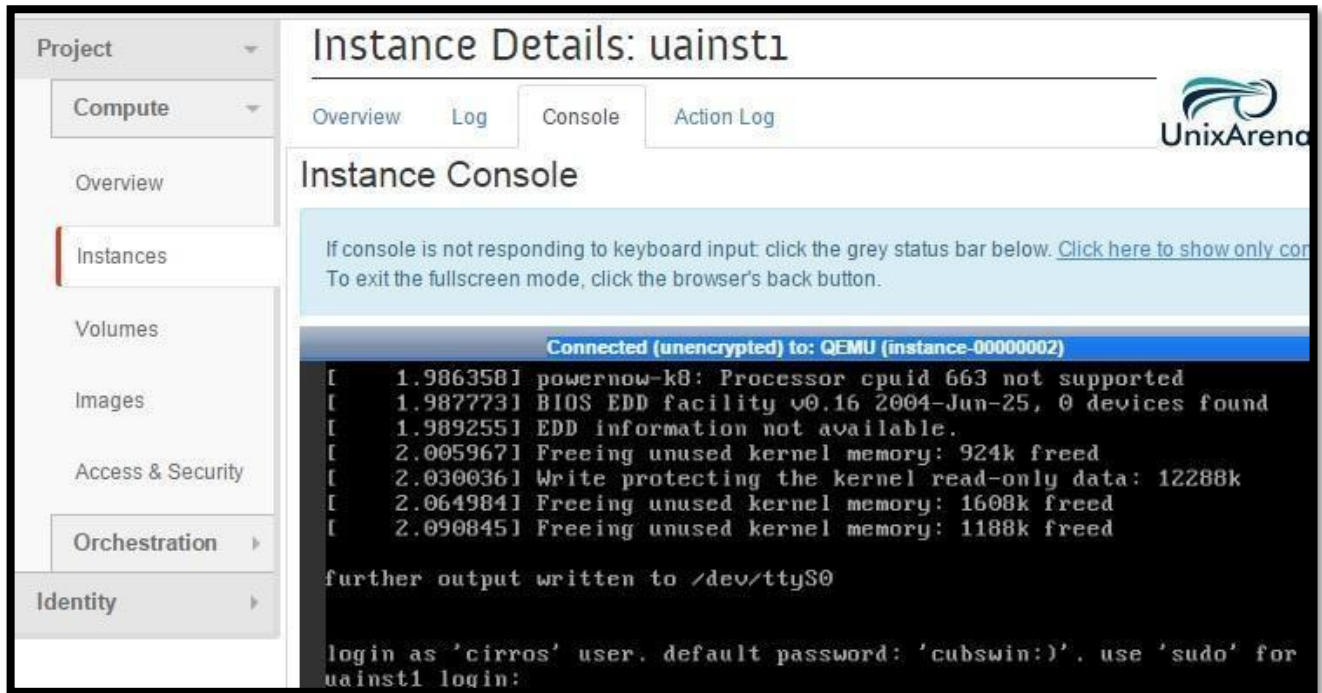 Project
Compute
Overview
Instances
Volumes
Images
Access & Security
Orchestration
Identity
Instance Details: uainst1
Overview Log Console Action Log
UnixArena
Instance Console
If console is not responding to keyboard input: click the grey status bar below. Click here to show only
To exit the fullscreen mode, click the browser's back button.
Connected (unencrypted) to: QEMU (instance-00000002)
[ 1.986358] powernow-k8: Processor cpuid 663 not supported
[ 1.987773] BIOS EDD facility v0.16 2004-Jun-25, 0 devices found
[ 1.989255] EDD information not available.
[ 2.005967] Freeing unused kernel memory: 924k freed
[ 2.030036] Write protecting the kernel read-only data: 12288k
[ 2.064984] Freeing unused kernel memory: 1608k freed
[ 2.090845] Freeing unused kernel memory: 1188k freed
further output written to /dev/ttyS0
login as 'cirros' user. default password: 'cubswin:)'. use 'sudo' for
uainst1 login: